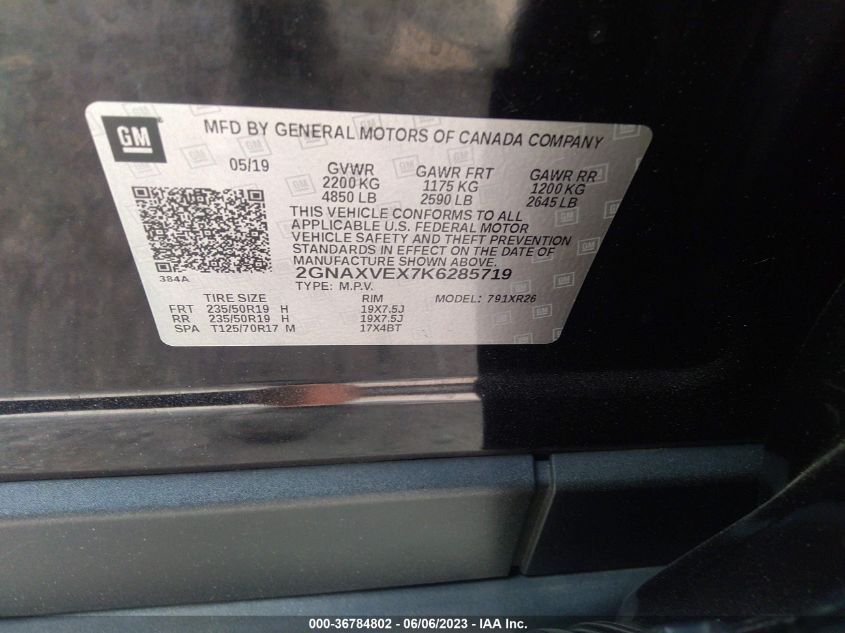 GM
MFD BY GENERAL MOTORS OF CANADA COMPANY
05/19 GVWR GAWR FRT GAWR RR
2200 KG 1175 KG 1200 KG
4850 LB 2590 LB 2645 LB
THIS VEHICLE CONFORMS TO ALL
APPLICABLE U.S. FEDERAL MOTOR
VEHICLE SAFETY AND THEFT PREVENTION
STANDARDS IN EFFECT ON THE DATE OF
MANUFACTURE SHOWN ABOVE.
384A 2GNAXVEX7K6285719
TYPE: M.P.V. MODEL: 791XR26
TIRE SIZE RIM
FRT 235/50R19 H 19X7.5J
RR 235/50R19 H 19X7.5J
SPA T125/70R17 M 17X4BT
000-36784802 - 06/06/2023 - IAA Inc.